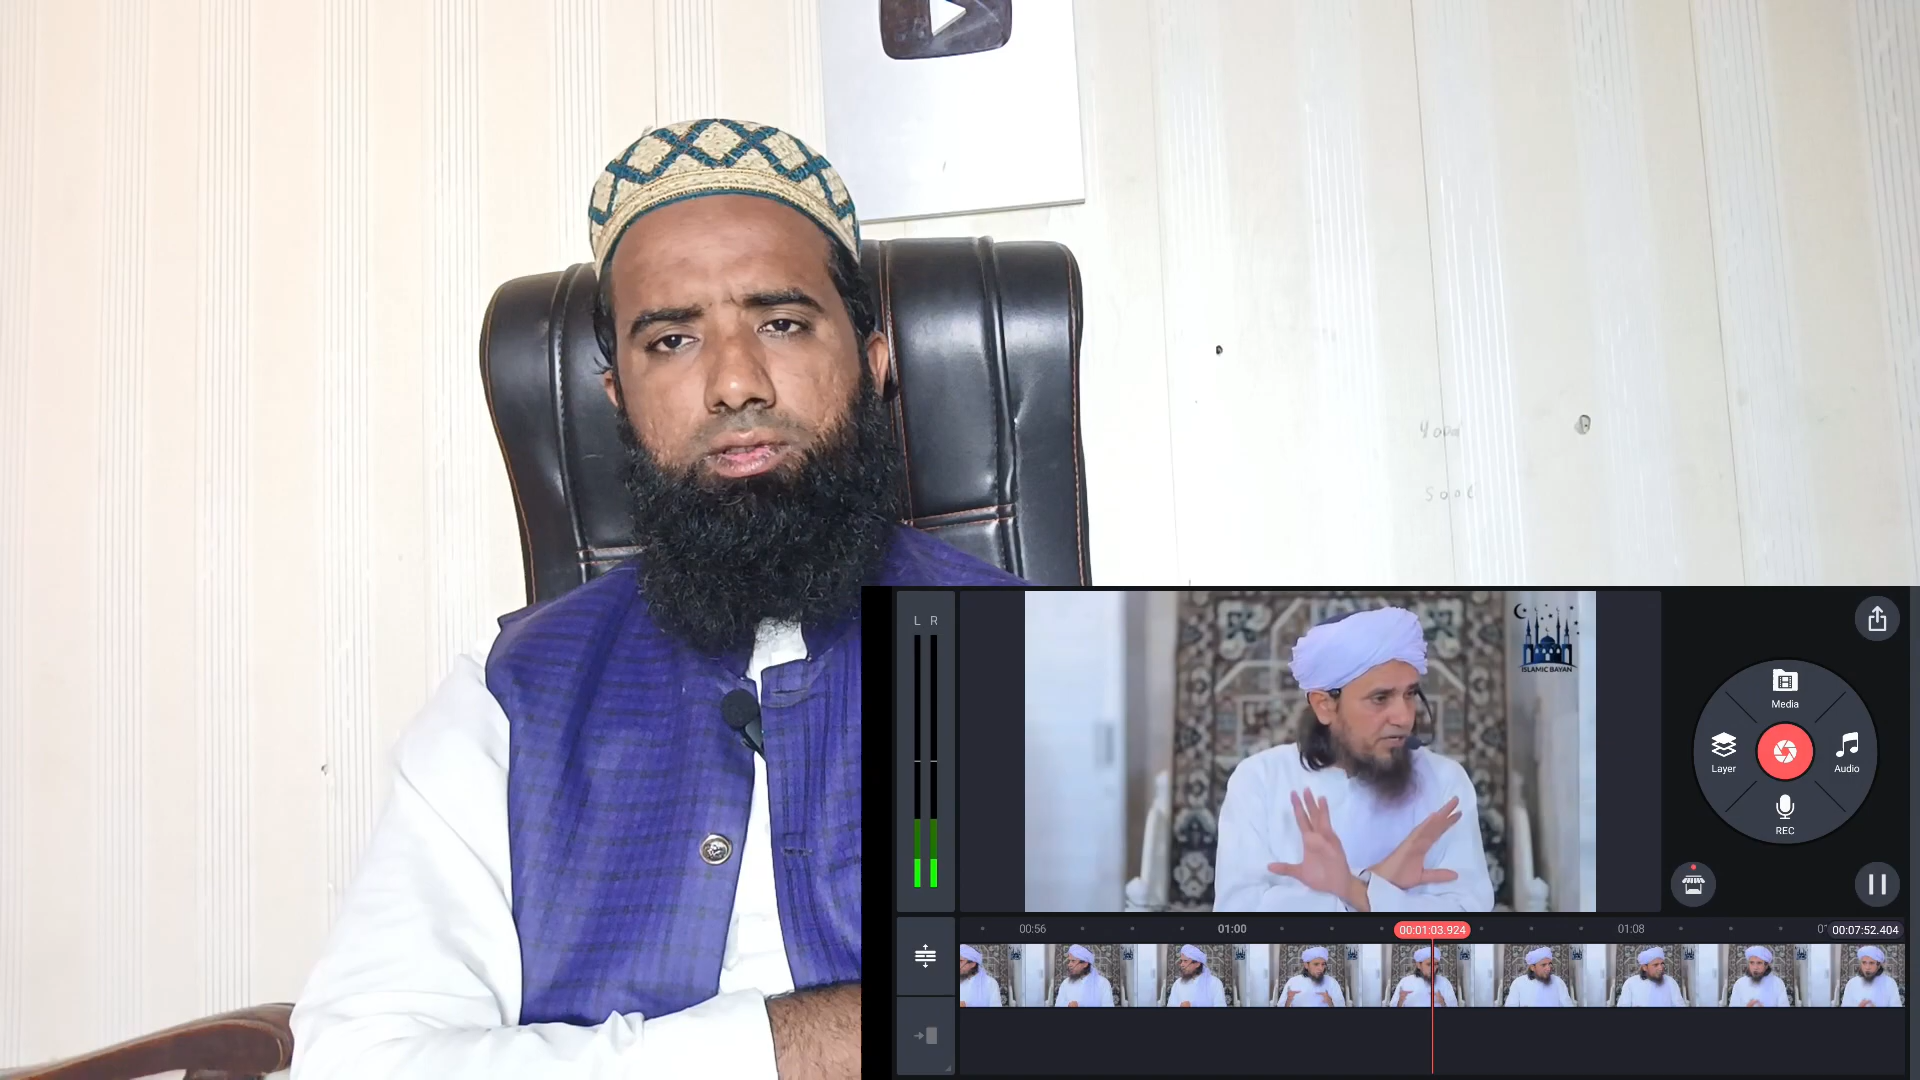 L R
ISLAMIC BAYAN
Media
Layer
Audio
REC
00:56
01:00
00:01:03.924
01:08
00:07:52.404